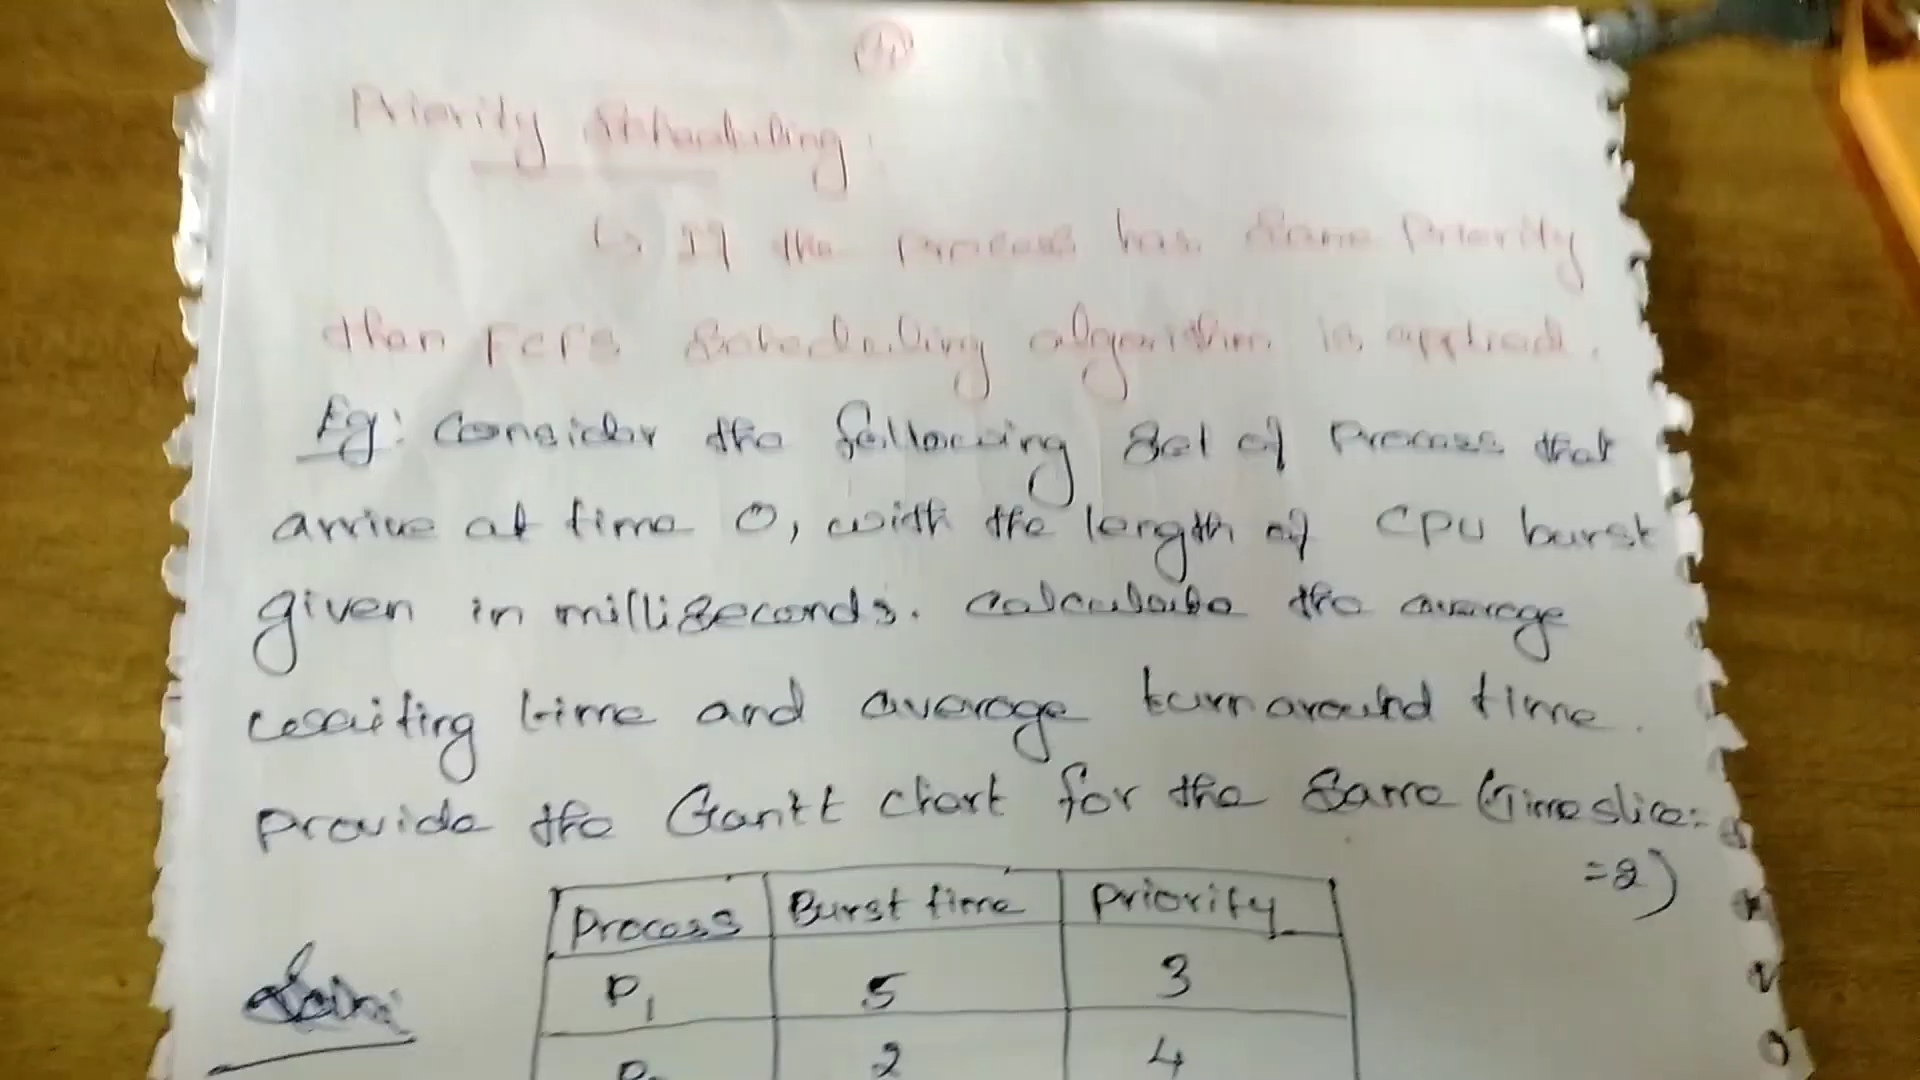 Priority Scheduling:
↳ If the process has same Priority
then FCFS Scheduling algorithm is applied.
Eg: Consider the following set of Process that
arrive at time 0, with the length of CPU burst
given in milliseconds. Calculate the average
waiting time and average turnaround time.
Provide the Gantt chart for the same (Time slice=
=2)
Process Burst time Priority
P1 5 3
2 4
Soln: